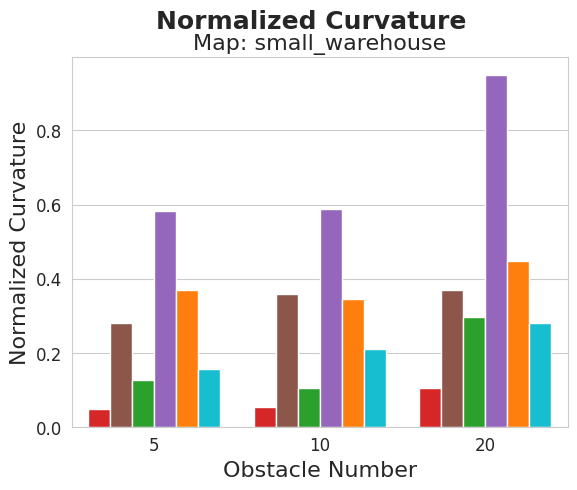 Normalized Curvature
Map: small_warehouse
Normalized Curvature
0.8
0.6
0.4
0.2
0.0
5 10 20
Obstacle Number